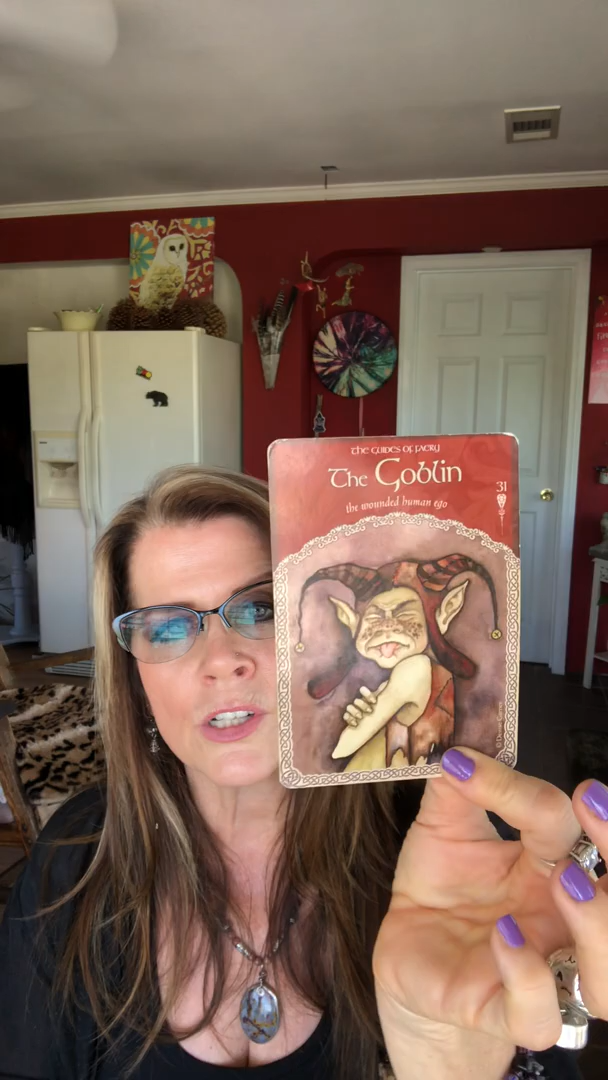 THE GUIDES OF FAERY
The Goblin
31
the wounded human ego